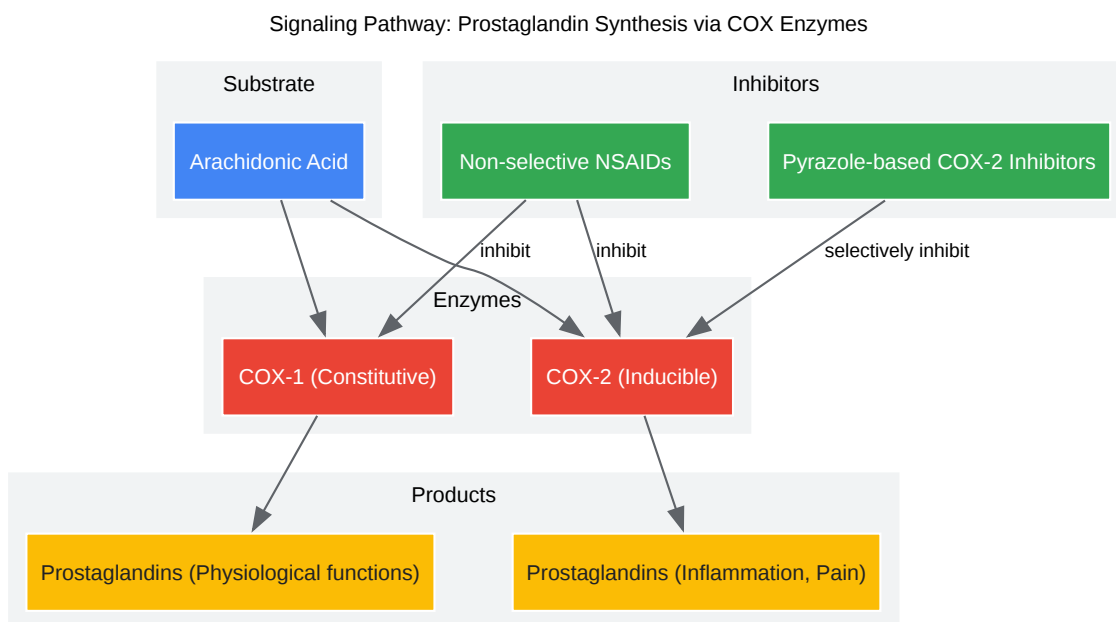 Signaling Pathway: Prostaglandin Synthesis via COX Enzymes
Substrate
Inhibitors
Arachidonic Acid
Non-selective NSAIDs
Pyrazole-based COX-2 Inhibitors
inhibit
inhibit
selectively inhibit
Enzymes
COX-1 (Constitutive)
COX-2 (Inducible)
Products
Prostaglandins (Physiological functions)
Prostaglandins (Inflammation, Pain)